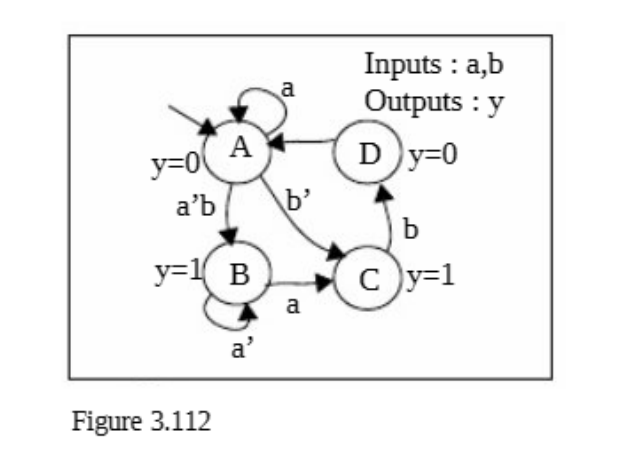 Inputs : a,b
Outputs : y
a
A
D
y=0
y=0
a’b
b’
b
y=1
B
C
y=1
a
a’
Figure 3.112